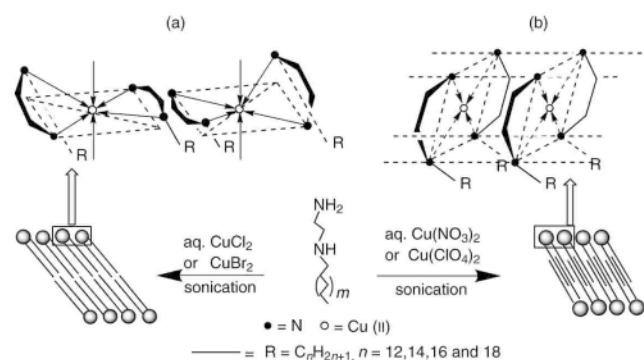 (a)
(b)
R
R
R
R
R
R
R
R
NH2
NH
m
aq. CuCl2
or CuBr2
sonication
aq. Cu(NO3)2
or Cu(ClO4)2
sonication
● = N ○ = Cu (II)
—— = R = CnH2n+1, n = 12,14,16 and 18